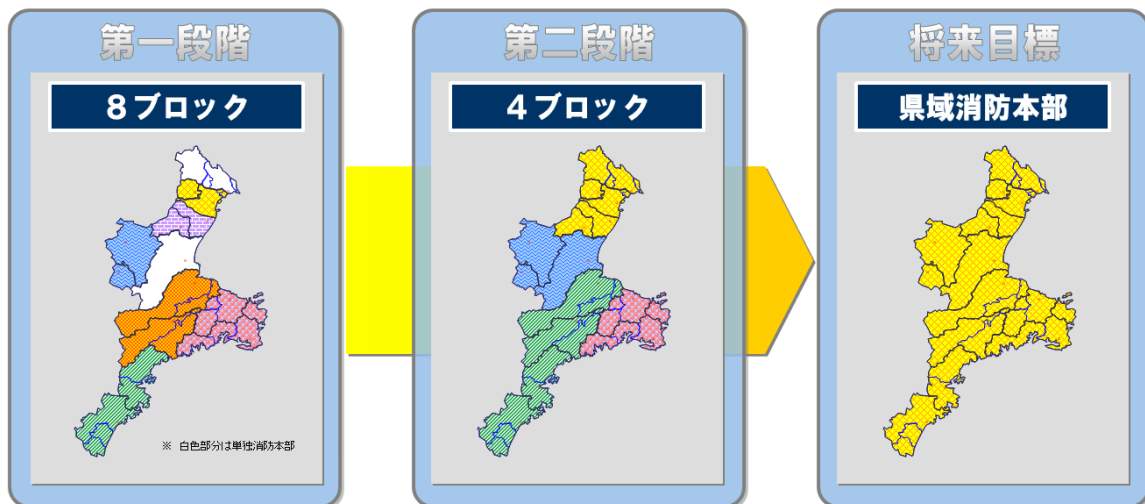 第一段階
8ブロック
※ 白色部分は単独消防本部
第二段階
4ブロック
将来目標
県域消防本部